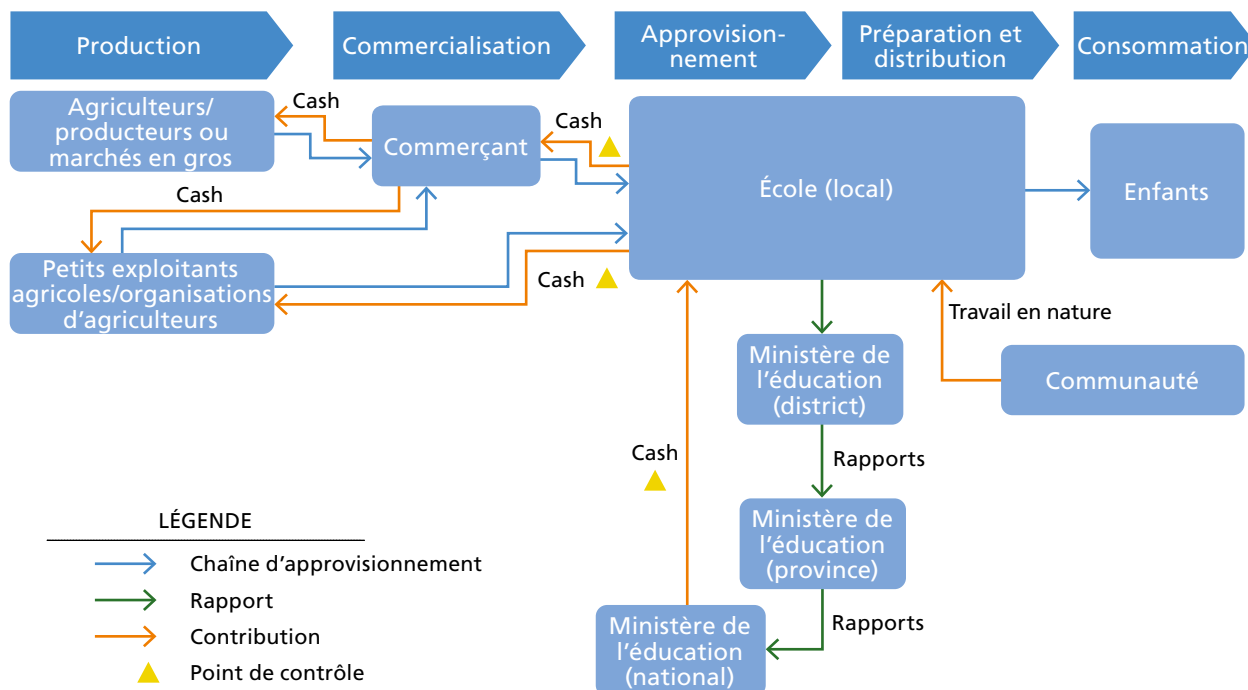 Production
Commercialisation
Approvision-
nement
Préparation et
distribution
Consommation
Agriculteurs/
producteurs ou
marchés en gros
Cash
Commerçant
Cash
École (local)
Enfants
Cash
Petits exploitants
agricoles/organisations
d’agriculteurs
Cash
Travail en nature
Ministère de
l’éducation
(district)
Communauté
Cash
Rapports
Ministère de
l’éducation
(province)
Rapports
Ministère de
l’éducation
(national)
LÉGENDE
Chaîne d’approvisionnement
Rapport
Contribution
Point de contrôle